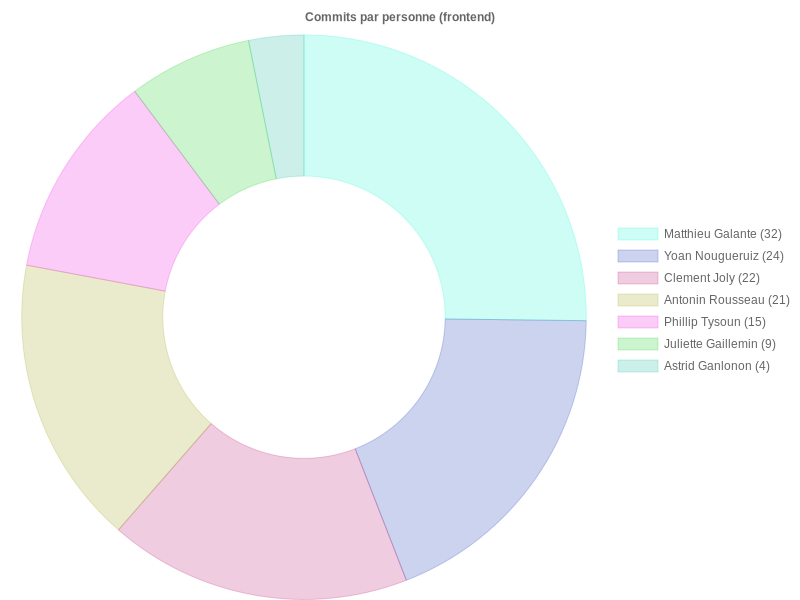 Commits par personne (frontend)
Matthieu Galante (32)
Yoan Nougueruiz (24)
Clement Joly (22)
Antonin Rousseau (21)
Phillip Tysoun (15)
Juliette Gaillemin (9)
Astrid Ganlonon (4)